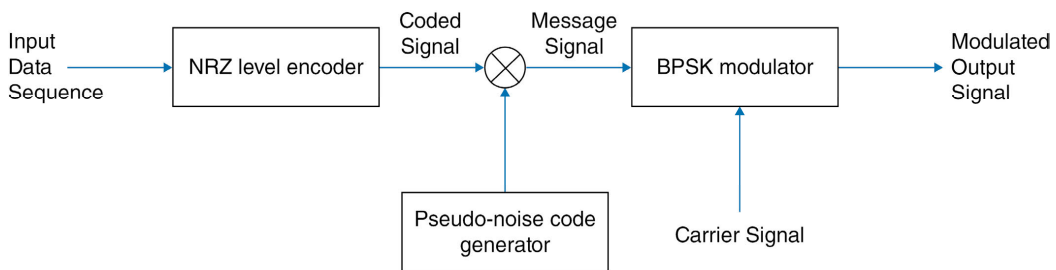 Input
Data
Sequence
NRZ level encoder
Coded
Signal
Message
Signal
BPSK modulator
Modulated
Output
Signal
Pseudo-noise code
generator
Carrier Signal